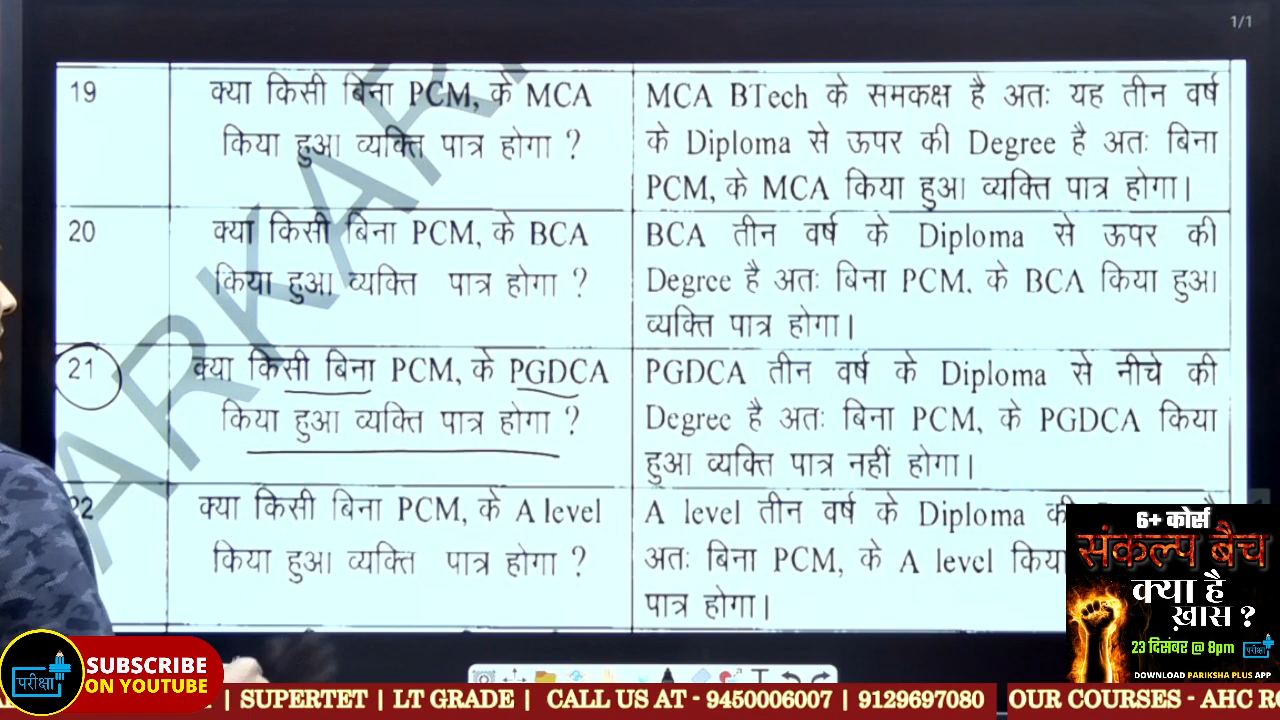 1/1
19 क्या किसी बिना PCM, के MCA
किया हुआ व्यक्ति पात्र होगा ?
MCA BTech के समकक्ष है अतः यह तीन वर्ष
के Diploma से ऊपर की Degree है अतः बिना
PCM, के MCA किया हुआ व्यक्ति पात्र होगा।
20 क्या किसी बिना PCM, के BCA
किया हुआ व्यक्ति पात्र होगा ?
BCA तीन वर्ष के Diploma से ऊपर की
Degree है अतः बिना PCM. के BCA किया हुआ
व्यक्ति पात्र होगा।
21 क्या किसी बिना PCM, के PGDCA
किया हुआ व्यक्ति पात्र होगा ?
PGDCA तीन वर्ष के Diploma से नीचे की
Degree है अतः बिना PCM, के PGDCA किया
हुआ व्यक्ति पात्र नहीं होगा।
22 क्या किसी बिना PCM, के A level
किया हुआ व्यक्ति पात्र होगा ?
A level तीन वर्ष के Diploma की
अतः बिना PCM, के A level किया
पात्र होगा।
ARKARI
6+ कोर्स
संकल्प बैच
क्या है
ख़ास ?
23 दिसंबर @ 8pm
परीक्षा
DOWNLOAD PARIKSHA PLUS APP
परीक्षा
SUBSCRIBE
ON YOUTUBE
| SUPERTET | LT GRADE | CALL US AT - 9450006007 | 9129697080 | OUR COURSES - AHC